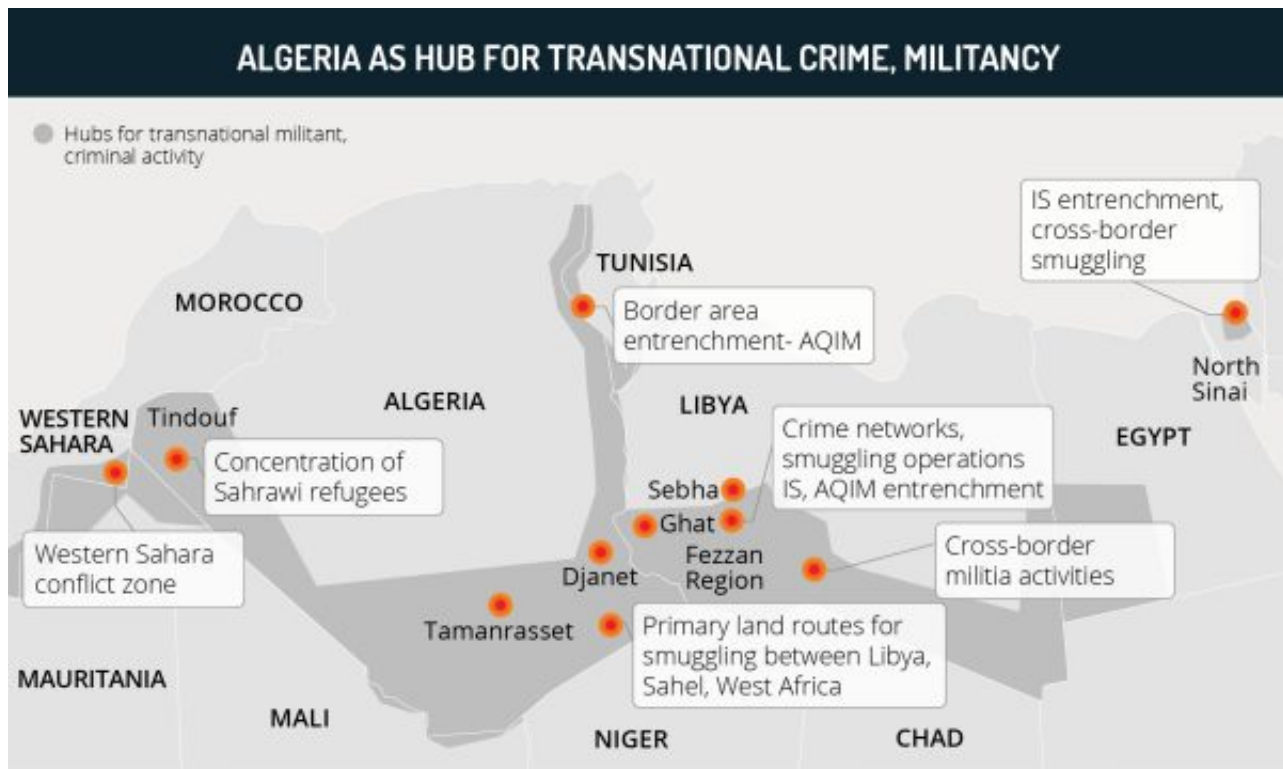 ALGERIA AS HUB FOR TRANSNATIONAL CRIME, MILITANCY
Hubs for transnational militant,
criminal activity
IS entrenchment,
cross-border
smuggling
TUNISIA
MOROCCO
Border area
entrenchment- AQIM
North
Sinai
ALGERIA
LIBYA
WESTERN
SAHARA
Tindouf
EGYPT
Concentration of
Sahrawi refugees
Crime networks,
smuggling operations
IS, AQIM entrenchment
Sebha
Ghat
Western Sahara
conflict zone
Fezzan
Region
Cross-border
militia activities
Djanet
Tamanrasset
Primary land routes for
smuggling between Libya,
Sahel, West Africa
MAURITANIA
MALI
NIGER
CHAD